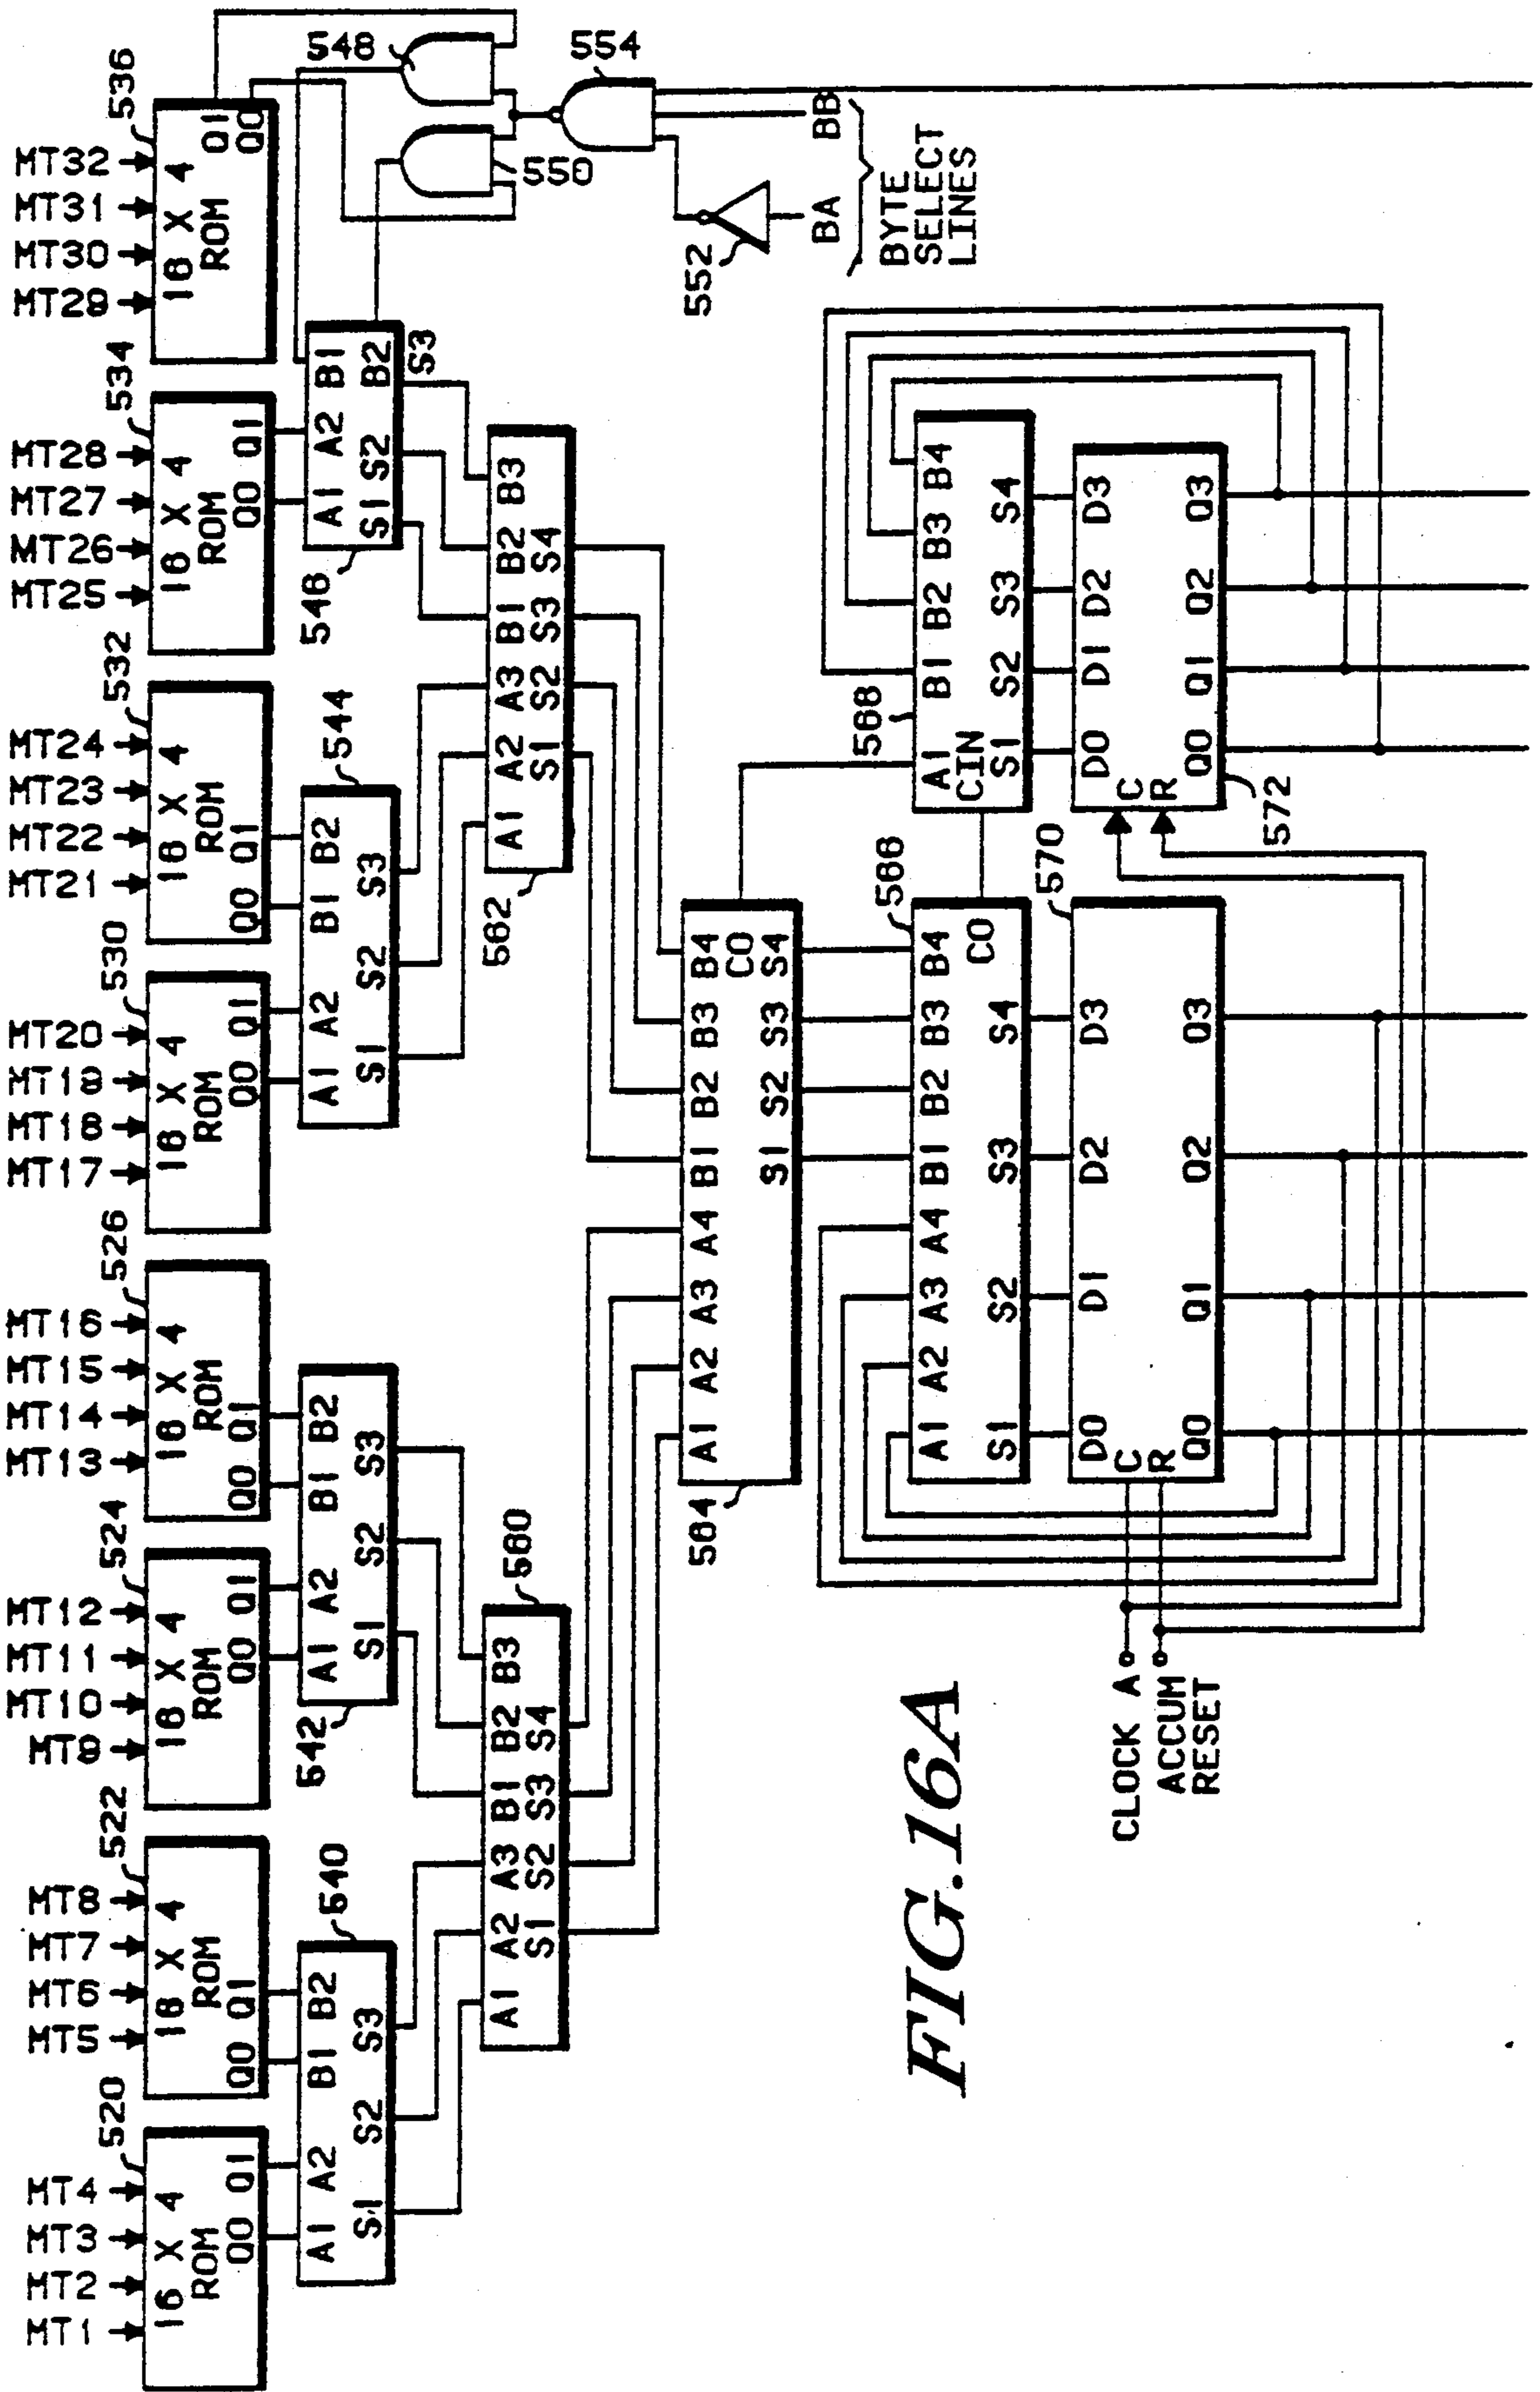 MT1
MT2
MT3
MT4
520
16 X 4
ROM
Q0 Q1
MT5
MT6
MT7
MT8
522
16 X 4
ROM
Q0 Q1
MT9
MT10
MT11
MT12
524
16 X 4
ROM
Q0 Q1
MT13
MT14
MT15
MT16
526
16 X 4
ROM
Q0 Q1
MT17
MT18
MT19
MT20
530
16 X 4
ROM
Q0 Q1
MT21
MT22
MT23
MT24
532
16 X 4
ROM
Q0 Q1
MT25
MT26
MT27
MT28
534
16 X 4
ROM
Q0 Q1
MT29
MT30
MT31
MT32
536
16 X 4
ROM
Q1
Q0
A1 A2 B1 B2
S1 S2 S3
540
A1 A2 B1 B2
S1 S2 S3
542
A1 A2 B1 B2
S1 S2 S3
544
A1 A2 B1
B2
S1 S2 S3
546
548
550
554
552
BA
BB
BYTE
SELECT
LINES
A1 A2 A3 B1 B2 B3
S1 S2 S3 S4
560
A1 A2 A3 B1 B2 B3
S1 S2 S3 S4
562
A1 A2 A3 A4 B1 B2 B3 B4
CO
S1 S2 S3 S4
564
A1 A2 A3 A4 B1 B2 B3 B4
CO
S1 S2 S3 S4
566
A1 B1 B2 B3 B4
CIN
S1 S2 S3 S4
568
D0 D1 D2 D3
C
R
Q0 Q1 Q2 Q3
570
D0 D1 D2 D3
C
R
Q0 Q1 Q2 Q3
572
CLOCK A
ACCUM
RESET
FIG.16A